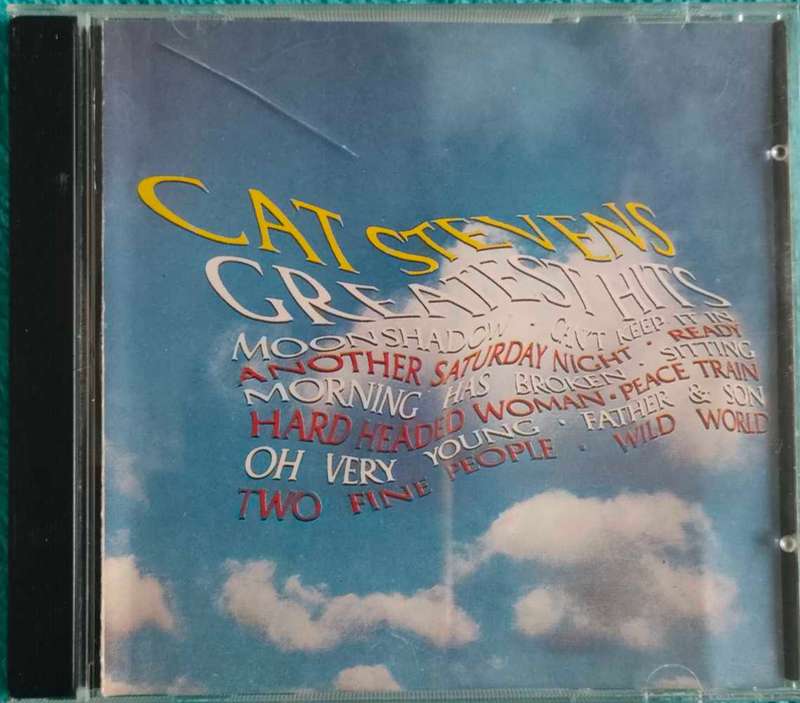 CAT STEVENS
GREATEST HITS
MOONSHADOW · CAN'T KEEP IT IN
ANOTHER SATURDAY NIGHT · READY
MORNING HAS BROKEN · SITTING
HARD HEADED WOMAN · PEACE TRAIN
OH VERY YOUNG · FATHER & SON
TWO FINE PEOPLE · WILD WORLD